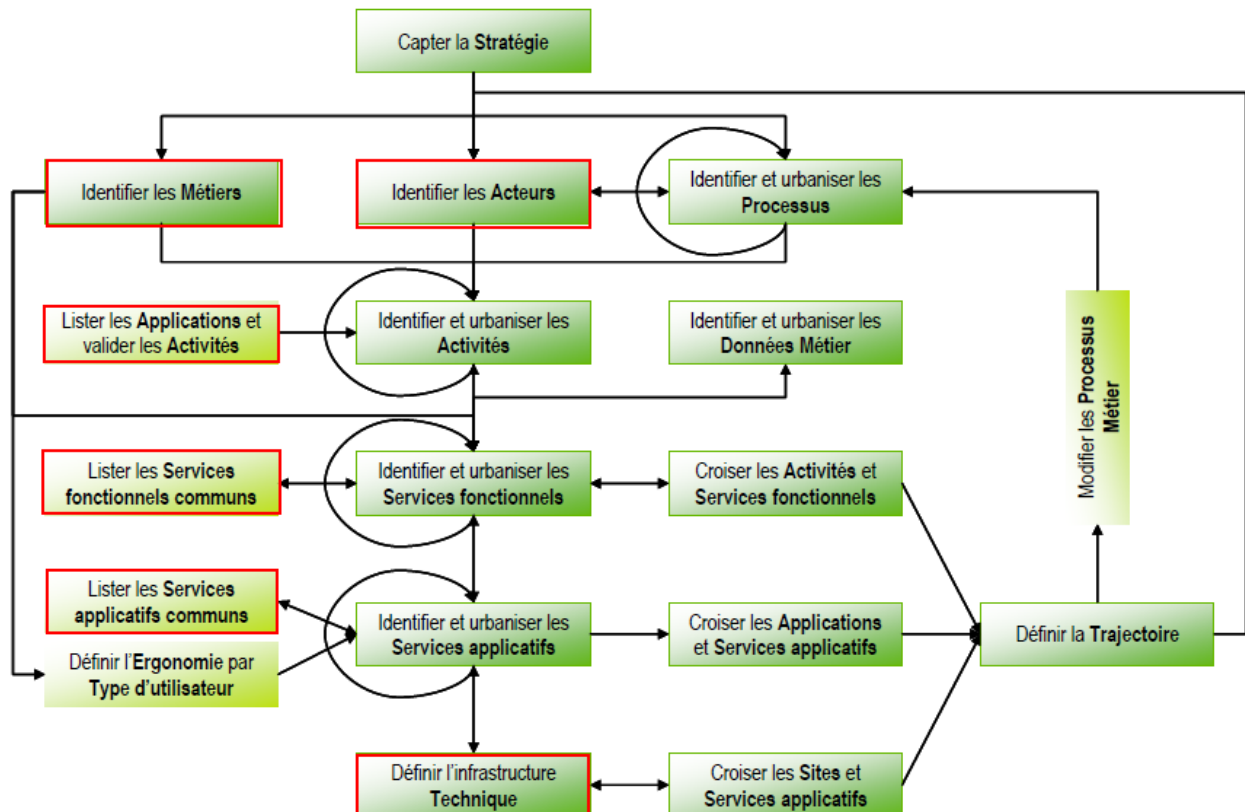 Capter la Stratégie
Identifier les Métiers
Identifier les Acteurs
Identifier et urbaniser les
Processus
Lister les Applications et
valider les Activités
Identifier et urbaniser les
Activités
Identifier et urbaniser les
Données Métier
Modifier les Processus
Métier
Lister les Services
fonctionnels communs
Identifier et urbaniser les
Services fonctionnels
Croiser les Activités et
Services fonctionnels
Lister les Services
applicatifs communs
Identifier et urbaniser les
Services applicatifs
Croiser les Applications
et Services applicatifs
Définir la Trajectoire
Définir l'Ergonomie par
Type d'utilisateur
Définir l'infrastructure
Technique
Croiser les Sites et
Services applicatifs